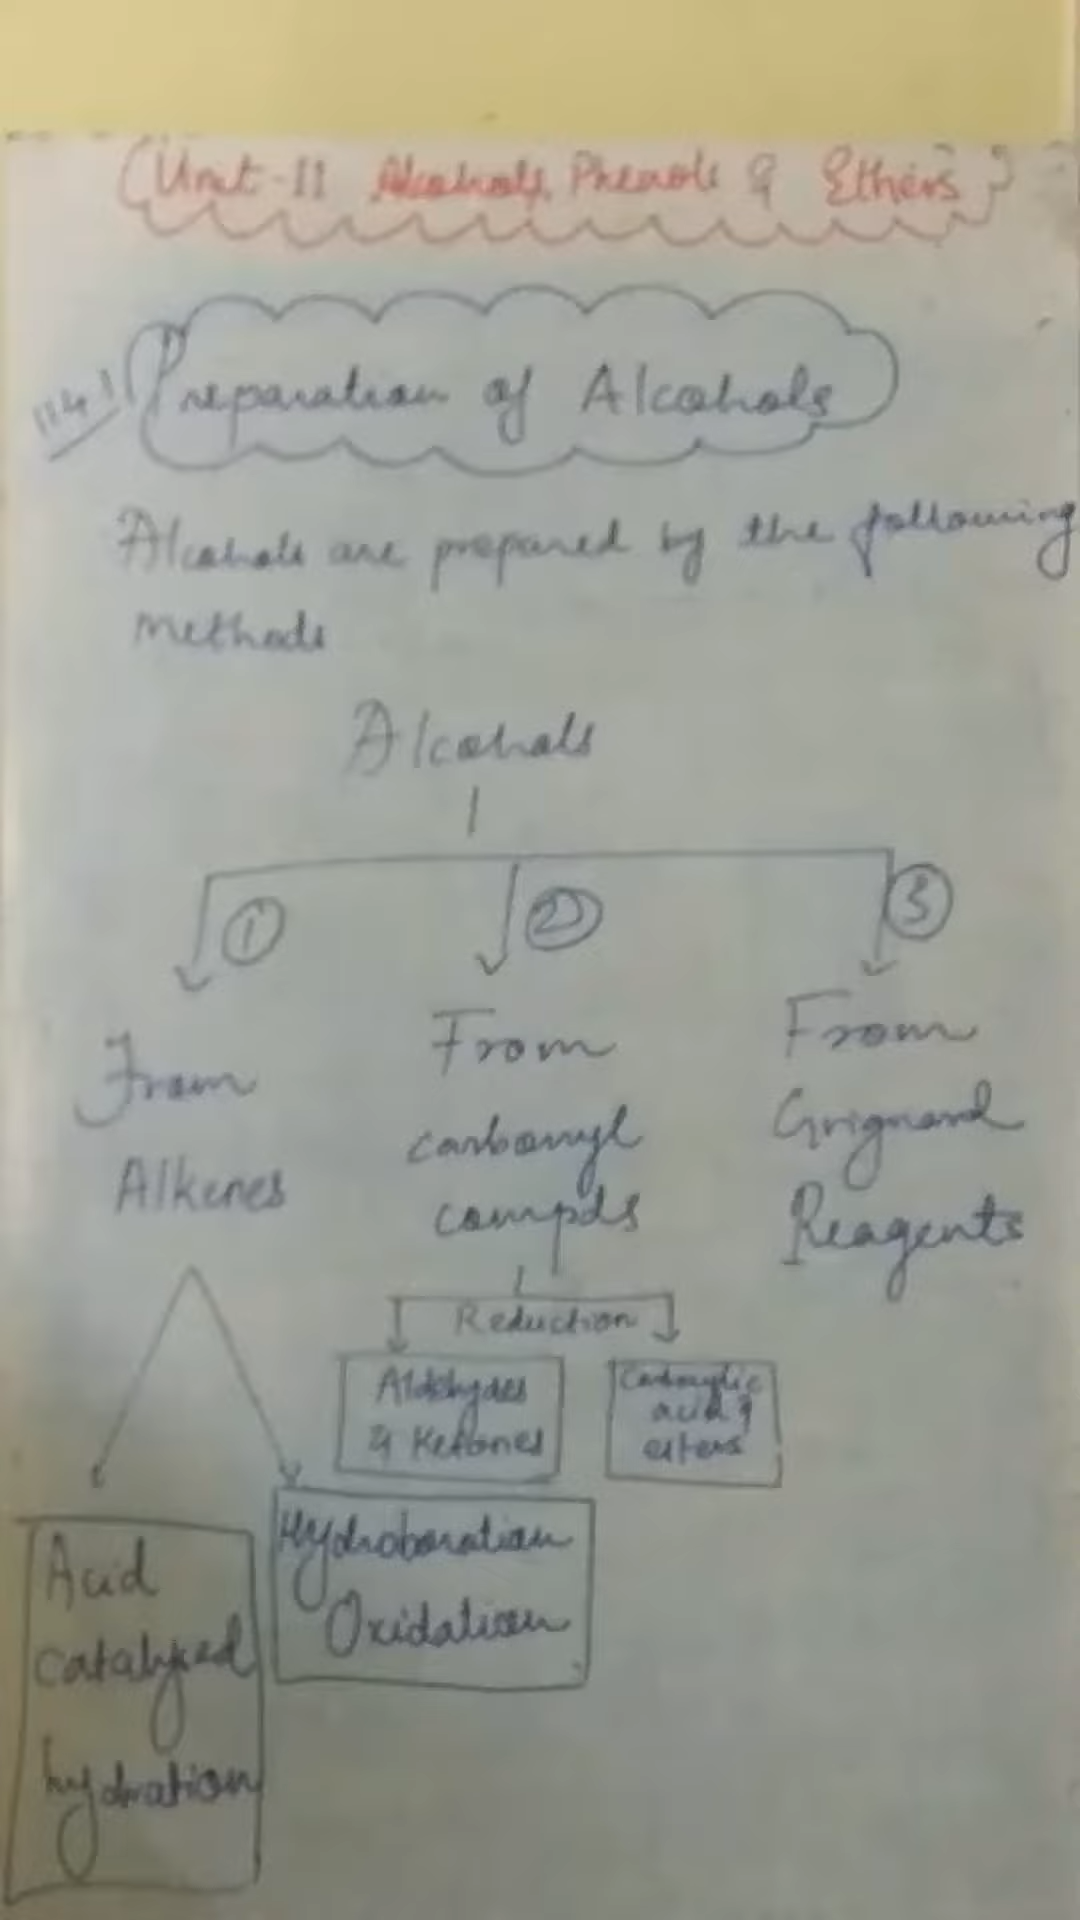 Unit-11 Alcohols, Phenols & Ethers
11.4.1 Preparation of Alcohols
Alcohols are prepared by the following
methods
Alcohols
① ② ③
From
Alkenes
From
carbonyl
compds
From
Grignard
Reagents
Reduction
Aldehydes
& Ketones
Carboxylic
acid &
esters
Acid
catalyzed
hydration
Hydroboration
Oxidation